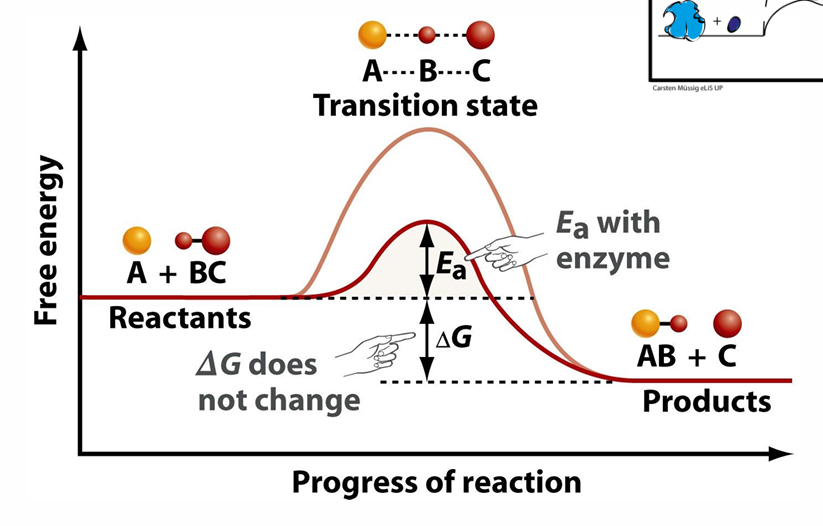 +
Carsten Müssig eLiS UP
A----B----C
Transition state
Free energy
A + BC
Reactants
Ea with
enzyme
Ea
ΔG
ΔG does
not change
AB + C
Products
Progress of reaction